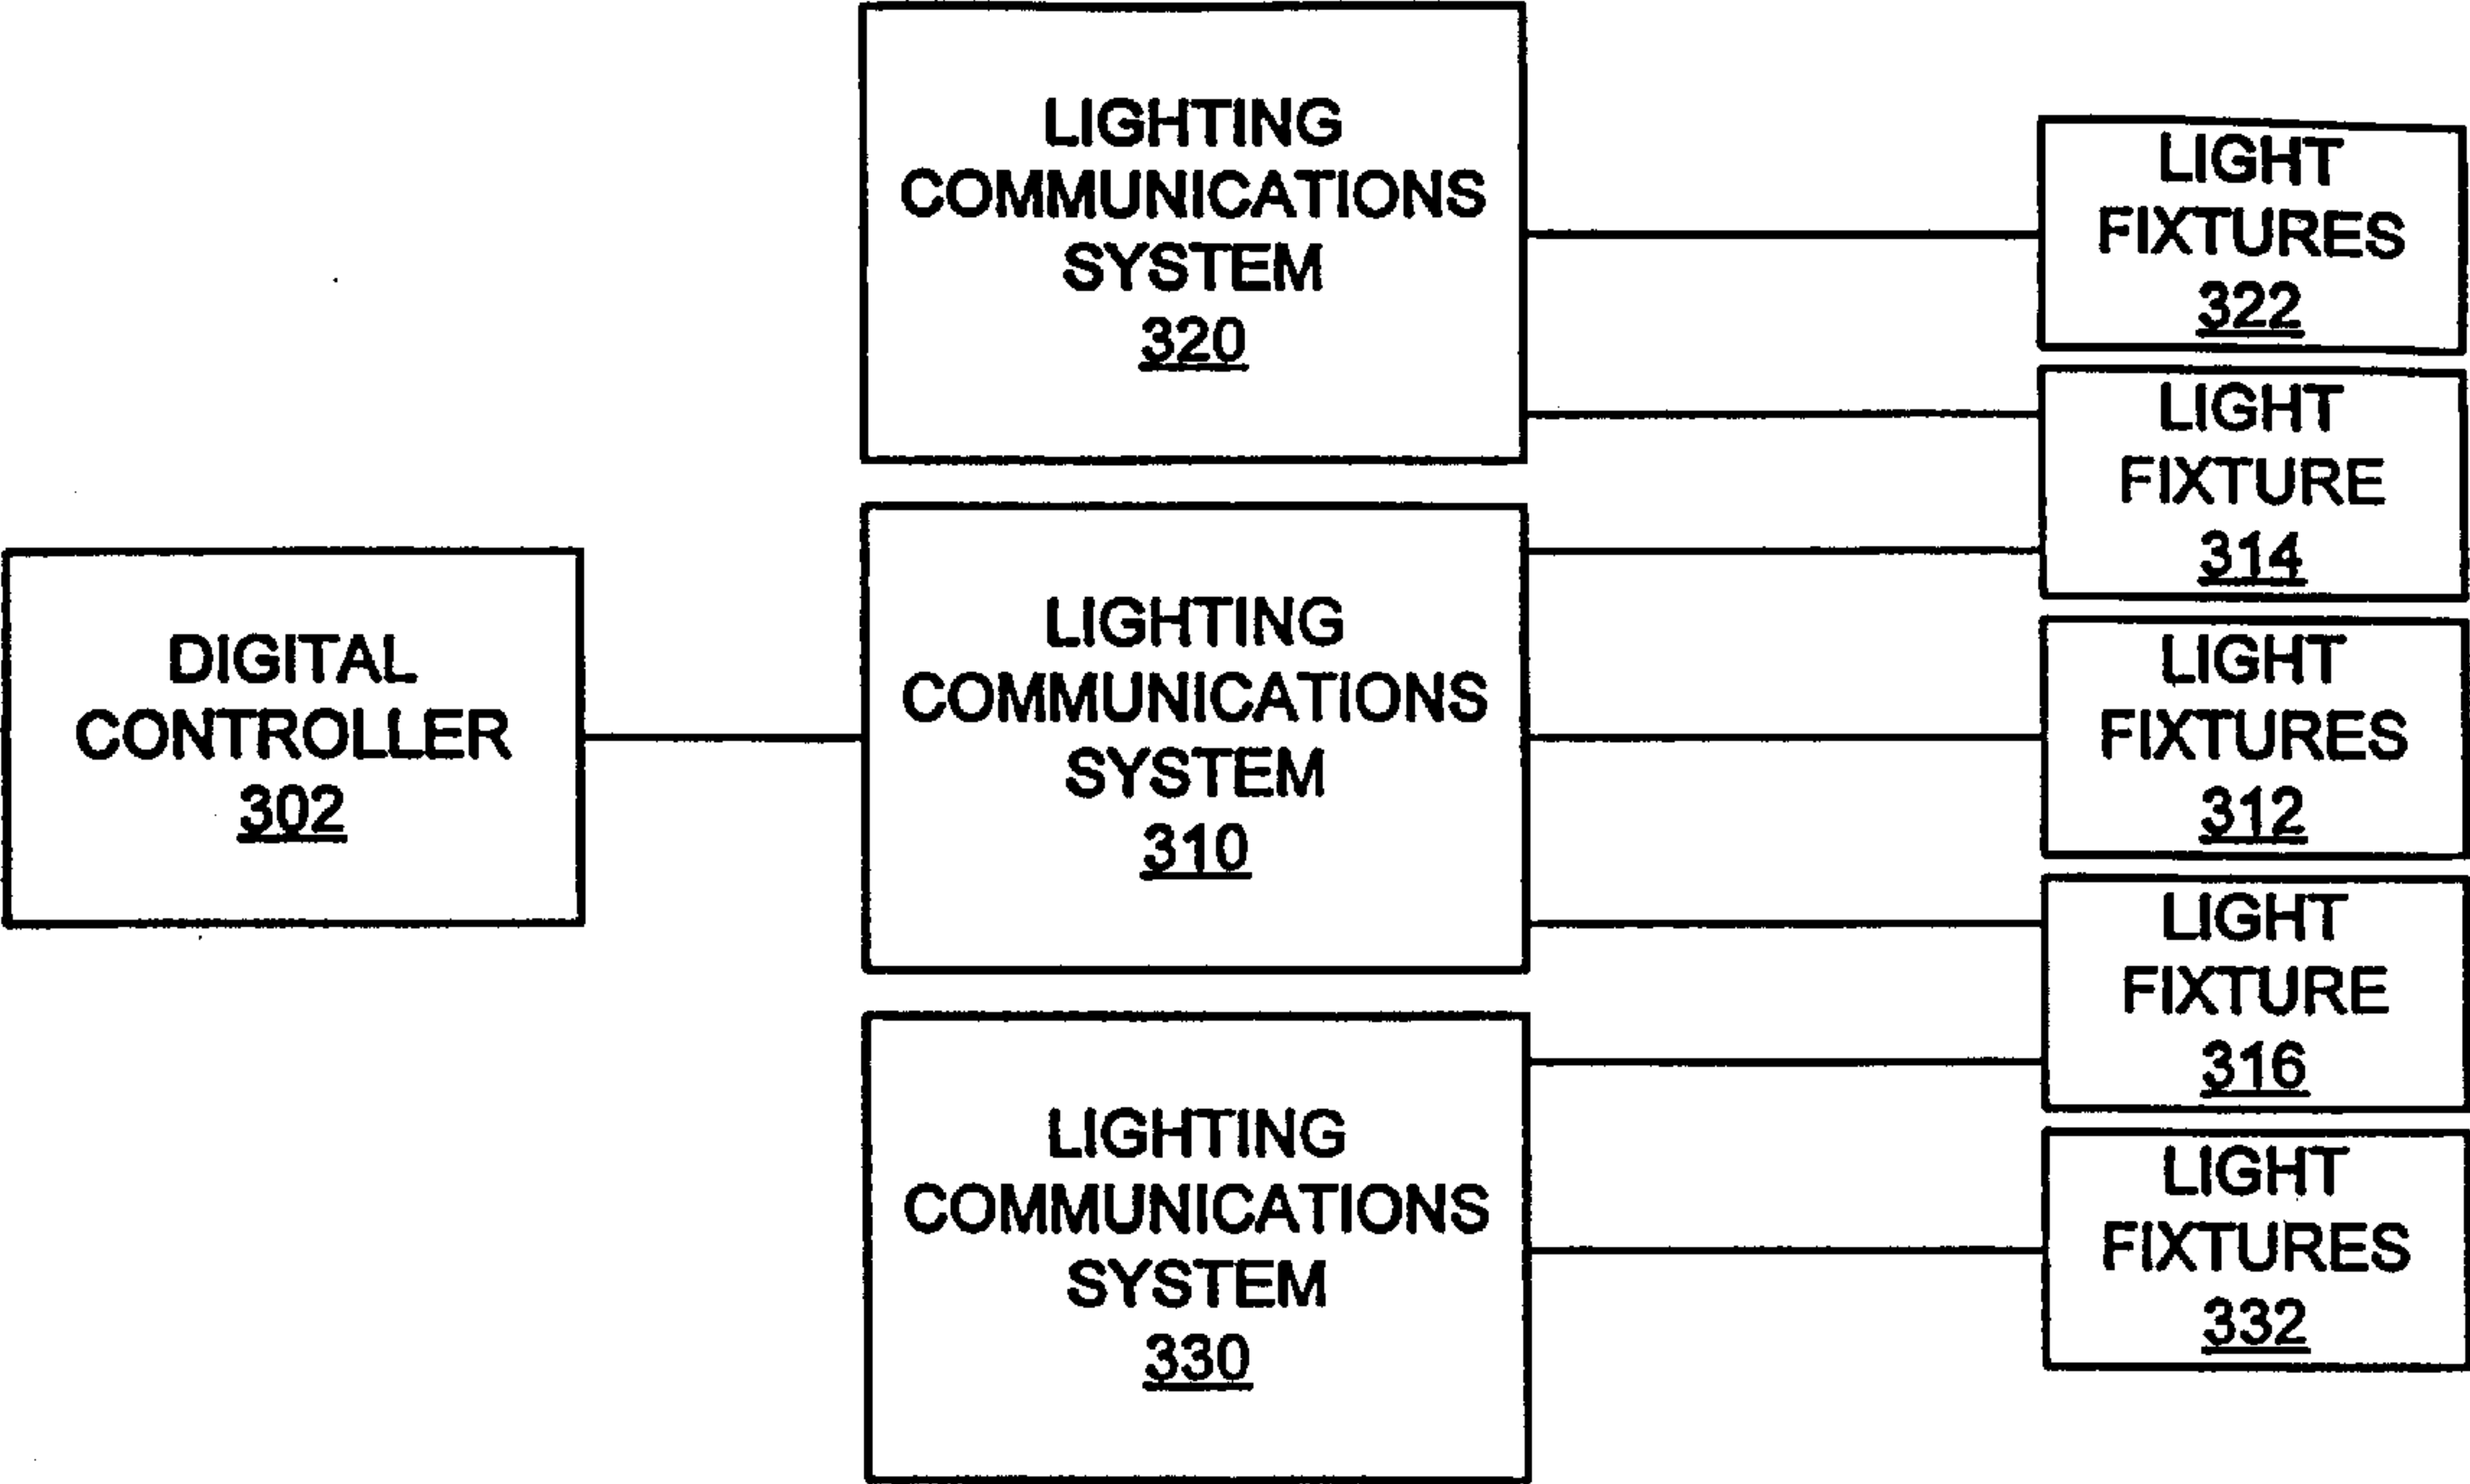 LIGHTING
COMMUNICATIONS
SYSTEM
320
LIGHT
FIXTURES
322
LIGHT
FIXTURE
314
DIGITAL
CONTROLLER
302
LIGHTING
COMMUNICATIONS
SYSTEM
310
LIGHT
FIXTURES
312
LIGHT
FIXTURE
316
LIGHTING
COMMUNICATIONS
SYSTEM
330
LIGHT
FIXTURES
332